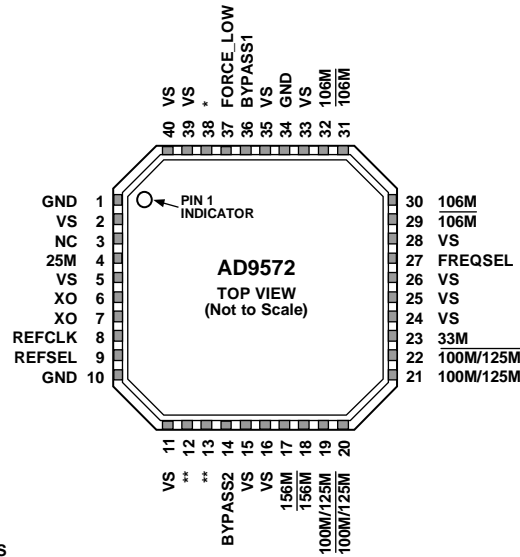 40 VS
39 VS
38 *
37 FORCE_LOW
36 BYPASS1
35 VS
34 GND
33 VS
32 106M
31 106M
GND 1
VS 2
NC 3
25M 4
VS 5
XO 6
XO 7
REFCLK 8
REFSEL 9
GND 10
PIN 1
INDICATOR
AD9572
TOP VIEW
(Not to Scale)
30 106M
29 106M
28 VS
27 FREQSEL
26 VS
25 VS
24 VS
23 33M
22 100M/125M
21 100M/125M
VS 11
** 12
** 13
BYPASS2 14
VS 15
VS 16
156M 17
156M 18
100M/125M 19
100M/125M 20
S